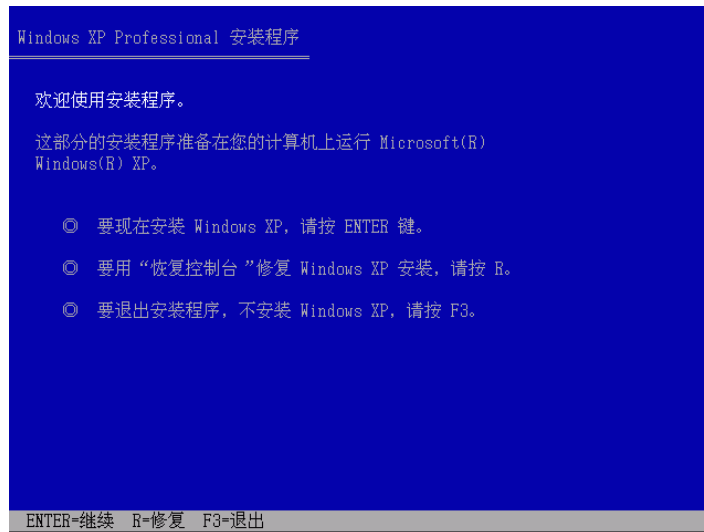 Windows XP Professional 安装程序
欢迎使用安装程序。
这部分的安装程序准备在您的计算机上运行 Microsoft(R)
Windows(R) XP。
◎ 要现在安装 Windows XP，请按 ENTER 键。
◎ 要用“恢复控制台”修复 Windows XP 安装，请按 R。
◎ 要退出安装程序，不安装 Windows XP，请按 F3。
ENTER=继续 R=修复 F3=退出